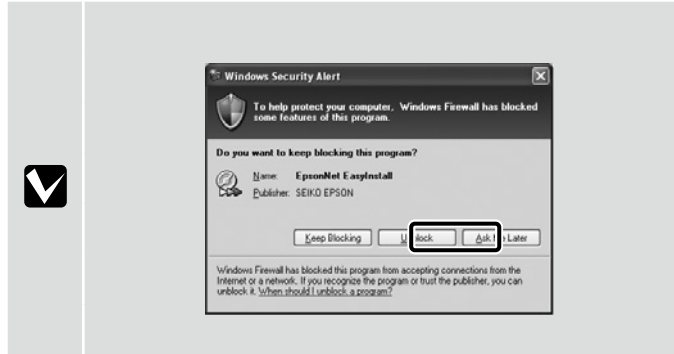 Windows Security Alert
To help protect your computer, Windows Firewall has blocked
some features of this program.
Do you want to keep blocking this program?
Name: EpsonNet EasyInstall
Publisher: SEIKO EPSON
Keep Blocking Unblock Ask Me Later
Windows Firewall has blocked this program from accepting connections from the
Internet or a network. If you recognize the program or trust the publisher, you can
unblock it. When should I unblock a program?